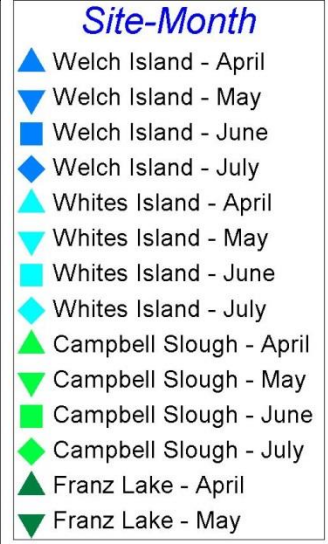 Site-Month
Welch Island - April
Welch Island - May
Welch Island - June
Welch Island - July
Whites Island - April
Whites Island - May
Whites Island - June
Whites Island - July
Campbell Slough - April
Campbell Slough - May
Campbell Slough - June
Campbell Slough - July
Franz Lake - April
Franz Lake - May